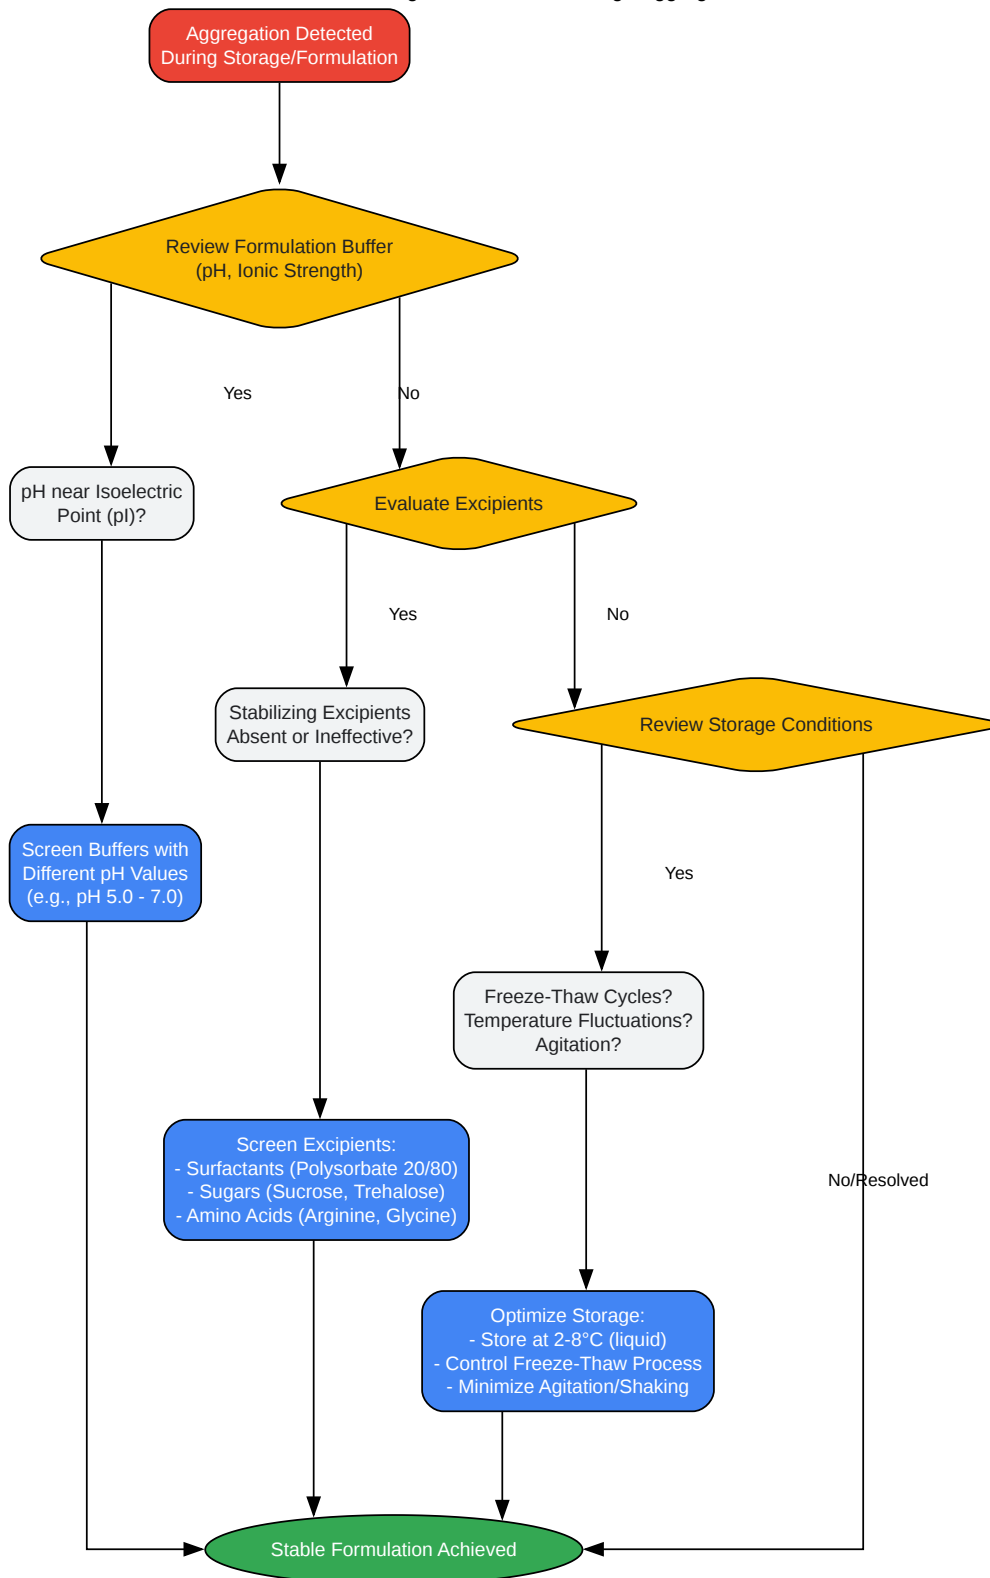 Aggregation Detected
During Storage/Formulation
Review Formulation Buffer
(pH, Ionic Strength)
Yes
No
pH near Isoelectric
Point (pI)?
Evaluate Excipients
Yes
No
Stabilizing Excipients
Absent or Ineffective?
Review Storage Conditions
Screen Buffers with
Different pH Values
(e.g., pH 5.0 - 7.0)
Yes
Freeze-Thaw Cycles?
Temperature Fluctuations?
Agitation?
Screen Excipients:
- Surfactants (Polysorbate 20/80)
- Sugars (Sucrose, Trehalose)
- Amino Acids (Arginine, Glycine)
No/Resolved
Optimize Storage:
- Store at 2-8°C (liquid)
- Control Freeze-Thaw Process
- Minimize Agitation/Shaking
Stable Formulation Achieved